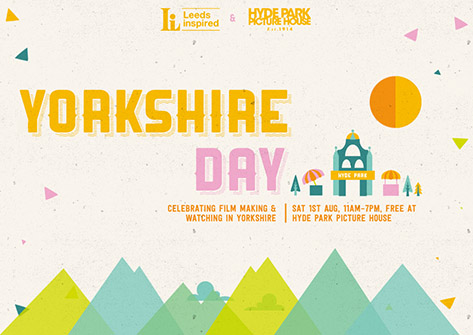 Li Leeds inspired & HYDE PARK PICTURE HOUSE
Est. 1914
YORKSHIRE
DAY
HYDE PARK
CELEBRATING FILM MAKING &
WATCHING IN YORKSHIRE
SAT 1ST AUG, 11AM-7PM, FREE AT
HYDE PARK PICTURE HOUSE